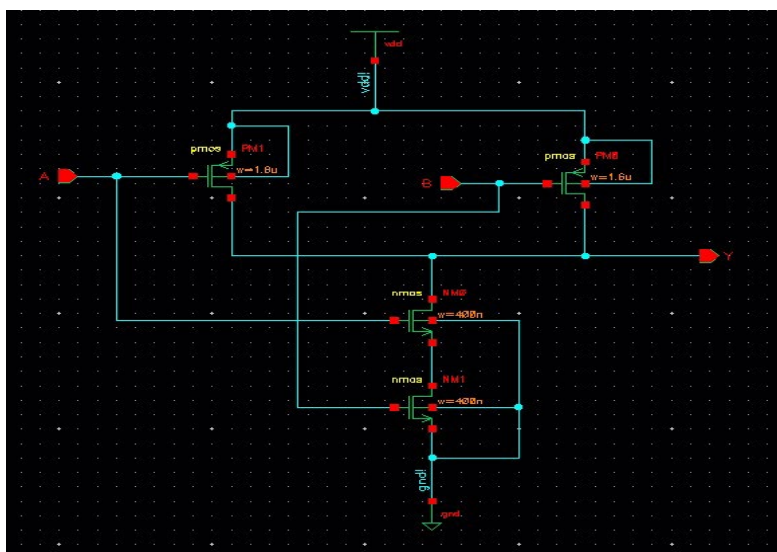 vdd
vdd!
pmos PM1
w=1.8u
A
pmos PM0
w=1.8u
B
Y
nmos NM0
w=400n
nmos NM1
w=400n
gnd!
gnd